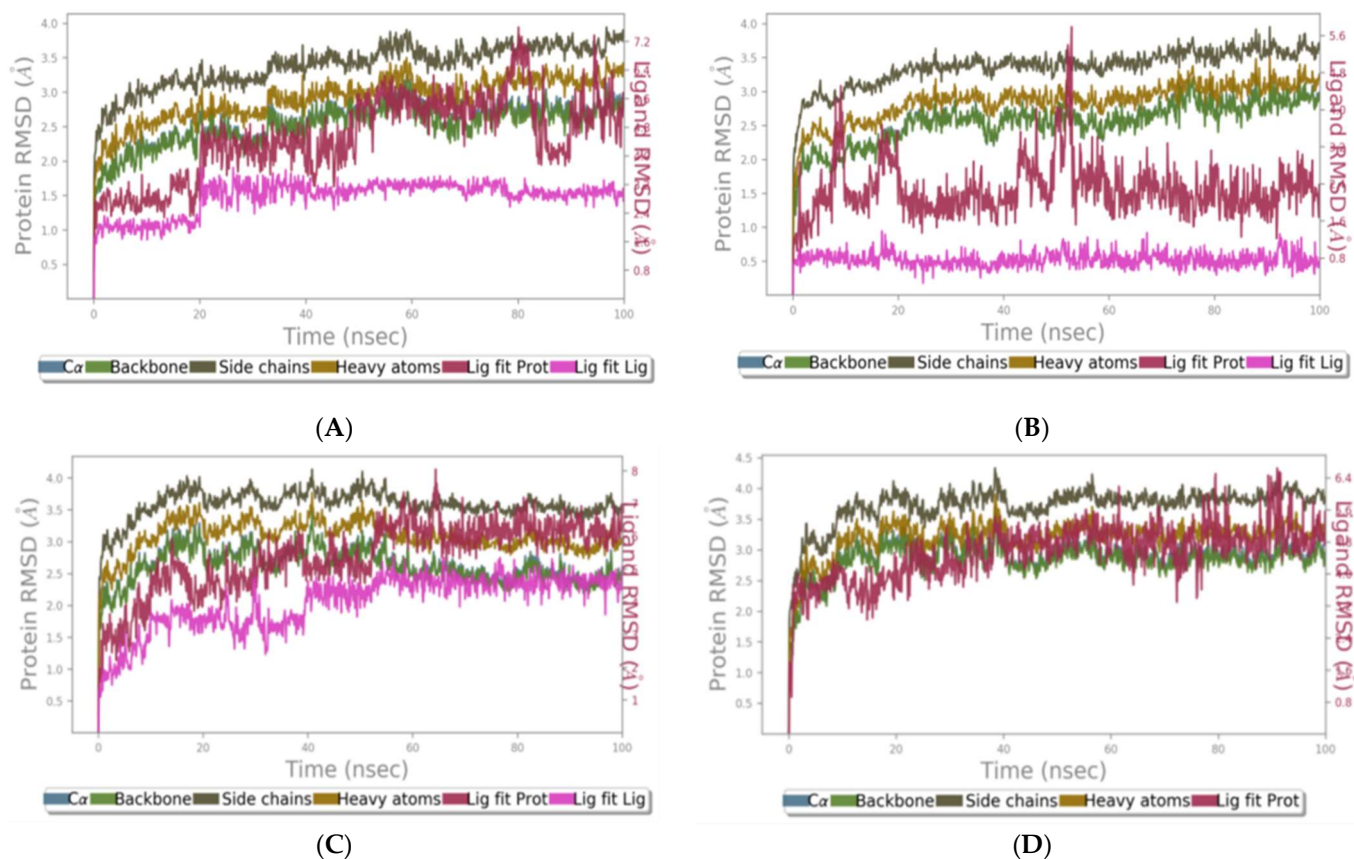 4.0
3.5
3.0
2.5
2.0
1.5
1.0
0.5
Protein RMSD (Å)
7.2
0.8
Ligand RMSD (Å)
0 20 40 60 80 100
Time (nsec)
Cα Backbone Side chains Heavy atoms Lig fit Prot Lig fit Lig
(A)
4.0
3.5
3.0
2.5
2.0
1.5
1.0
0.5
Protein RMSD (Å)
5.6
1.6
0.8
Ligand RMSD (Å)
0 20 40 60 80 100
Time (nsec)
Cα Backbone Side chains Heavy atoms Lig fit Prot Lig fit Lig
(B)
4.0
3.5
3.0
2.5
2.0
1.5
1.0
0.5
Protein RMSD (Å)
8
7
1
Ligand RMSD (Å)
0 20 40 60 80 100
Time (nsec)
Cα Backbone Side chains Heavy atoms Lig fit Prot Lig fit Lig
(C)
4.5
4.0
3.5
3.0
2.5
2.0
1.5
1.0
0.5
Protein RMSD (Å)
6.4
0.8
Ligand RMSD (Å)
0 20 40 60 80 100
Time (nsec)
Cα Backbone Side chains Heavy atoms Lig fit Prot
(D)